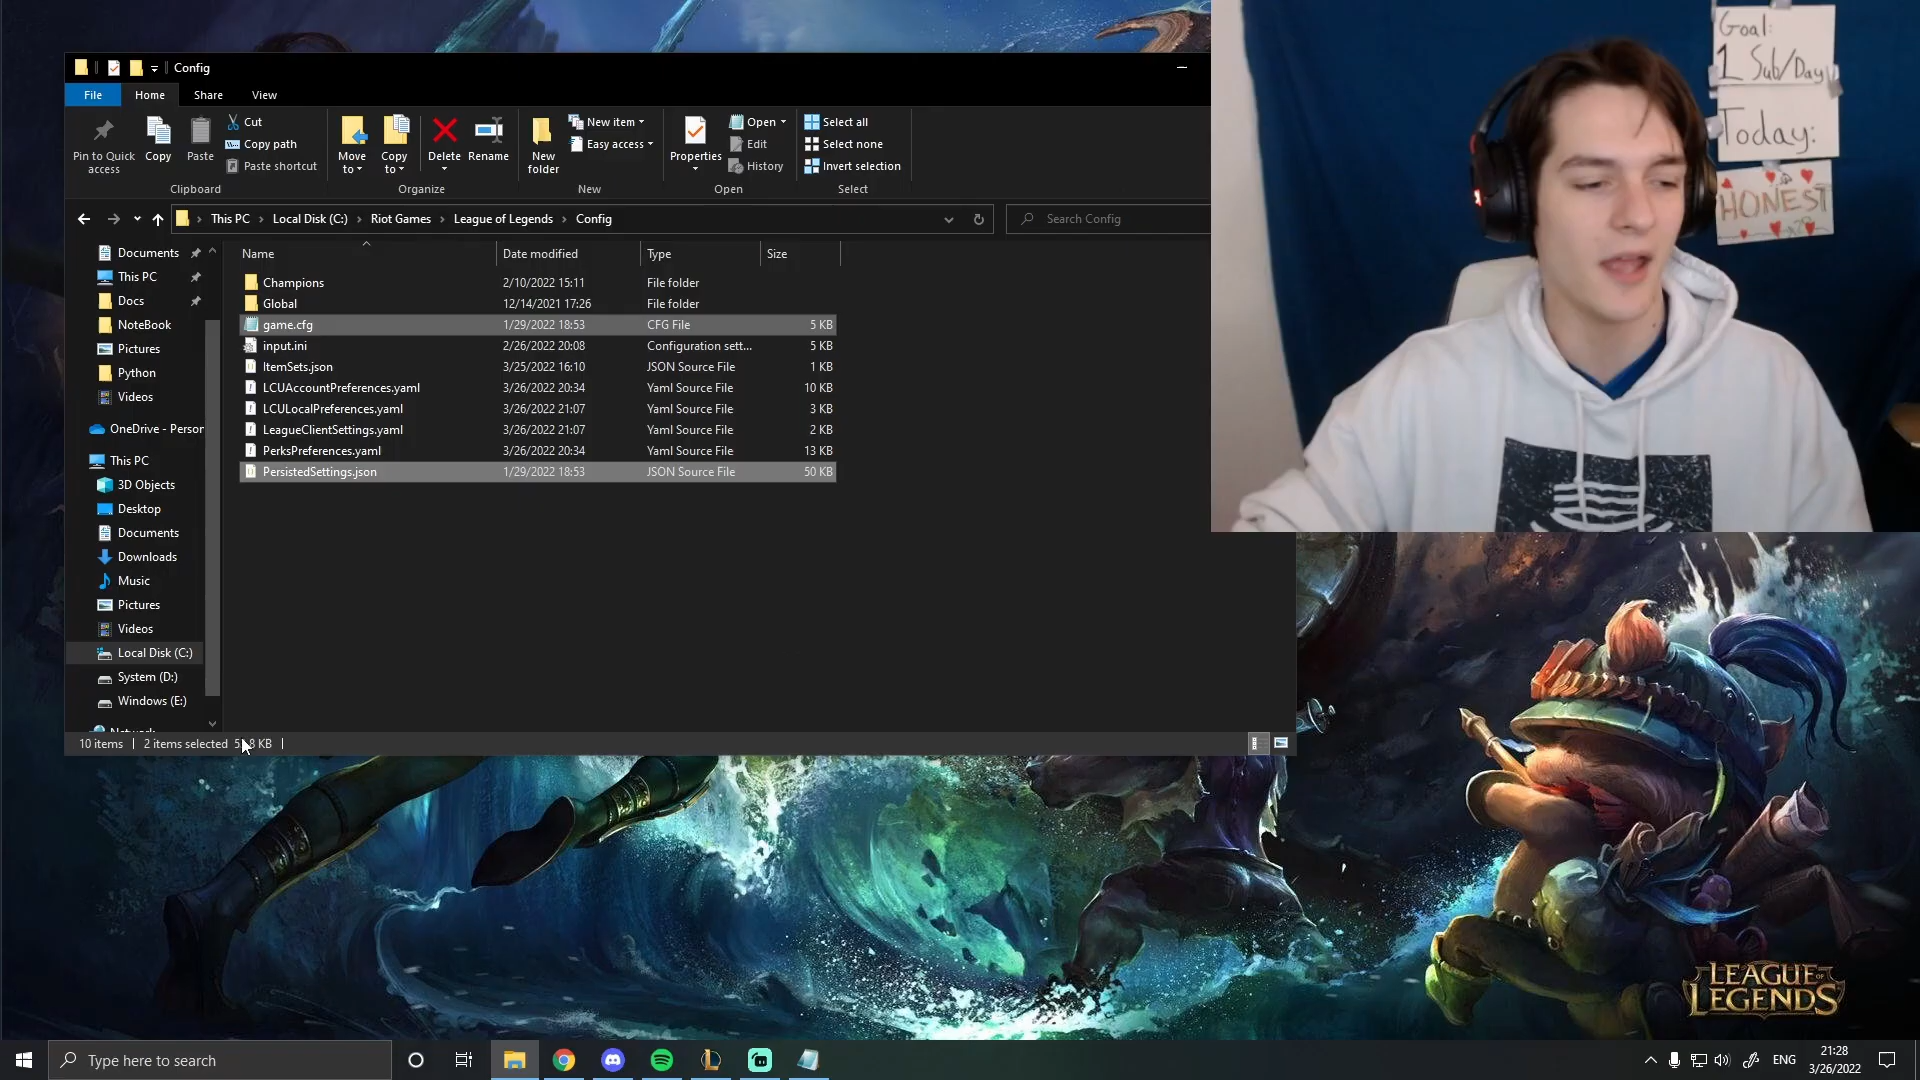 Config
File Home Share View
Pin to Quick access
Copy
Paste
Cut
Copy path
Paste shortcut
Clipboard
Move to
Copy to
Delete
Rename
Organize
New folder
New item
Easy access
New
Properties
Open
Edit
History
Open
Select all
Select none
Invert selection
Select
This PC > Local Disk (C:) > Riot Games > League of Legends > Config
Search Config
Name Date modified Type Size
Champions 2/10/2022 15:11 File folder
Global 12/14/2021 17:26 File folder
game.cfg 1/29/2022 18:53 CFG File 5 KB
input.ini 2/26/2022 20:08 Configuration sett... 5 KB
ItemSets.json 3/25/2022 16:10 JSON Source File 1 KB
LCUAccountPreferences.yaml 3/26/2022 20:34 Yaml Source File 10 KB
LCULocalPreferences.yaml 3/26/2022 21:07 Yaml Source File 3 KB
LeagueClientSettings.yaml 3/26/2022 21:07 Yaml Source File 2 KB
PerksPreferences.yaml 3/26/2022 20:34 Yaml Source File 13 KB
PersistedSettings.json 1/29/2022 18:53 JSON Source File 50 KB
Documents
This PC
Docs
NoteBook
Pictures
Python
Videos
OneDrive - Person
This PC
3D Objects
Desktop
Documents
Downloads
Music
Pictures
Videos
Local Disk (C:)
System (D:)
Windows (E:)
10 items 2 items selected KB
Goal:
1 Sub/Day
Today:
HONEST
LEAGUE OF
LEGENDS
Type here to search
ENG
21:28
3/26/2022